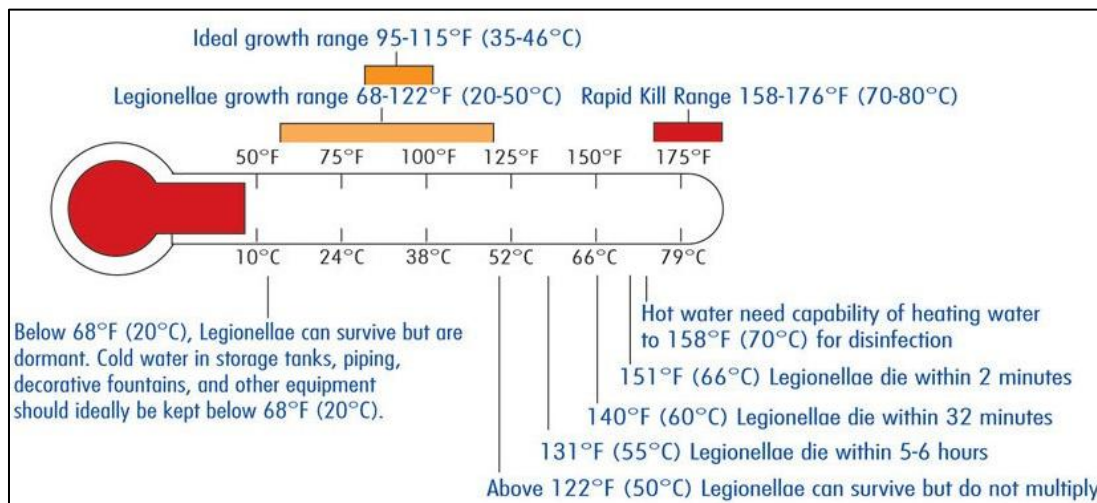 Ideal growth range 95-115°F (35-46°C)
Legionellae growth range 68-122°F (20-50°C)
Rapid Kill Range 158-176°F (70-80°C)
50°F 75°F 100°F 125°F 150°F 175°F
10°C 24°C 38°C 52°C 66°C 79°C
Below 68°F (20°C), Legionellae can survive but are
dormant. Cold water in storage tanks, piping,
decorative fountains, and other equipment
should ideally be kept below 68°F (20°C).
Hot water need capability of heating water
to 158°F (70°C) for disinfection
151°F (66°C) Legionellae die within 2 minutes
140°F (60°C) Legionellae die within 32 minutes
131°F (55°C) Legionellae die within 5-6 hours
Above 122°F (50°C) Legionellae can survive but do not multiply